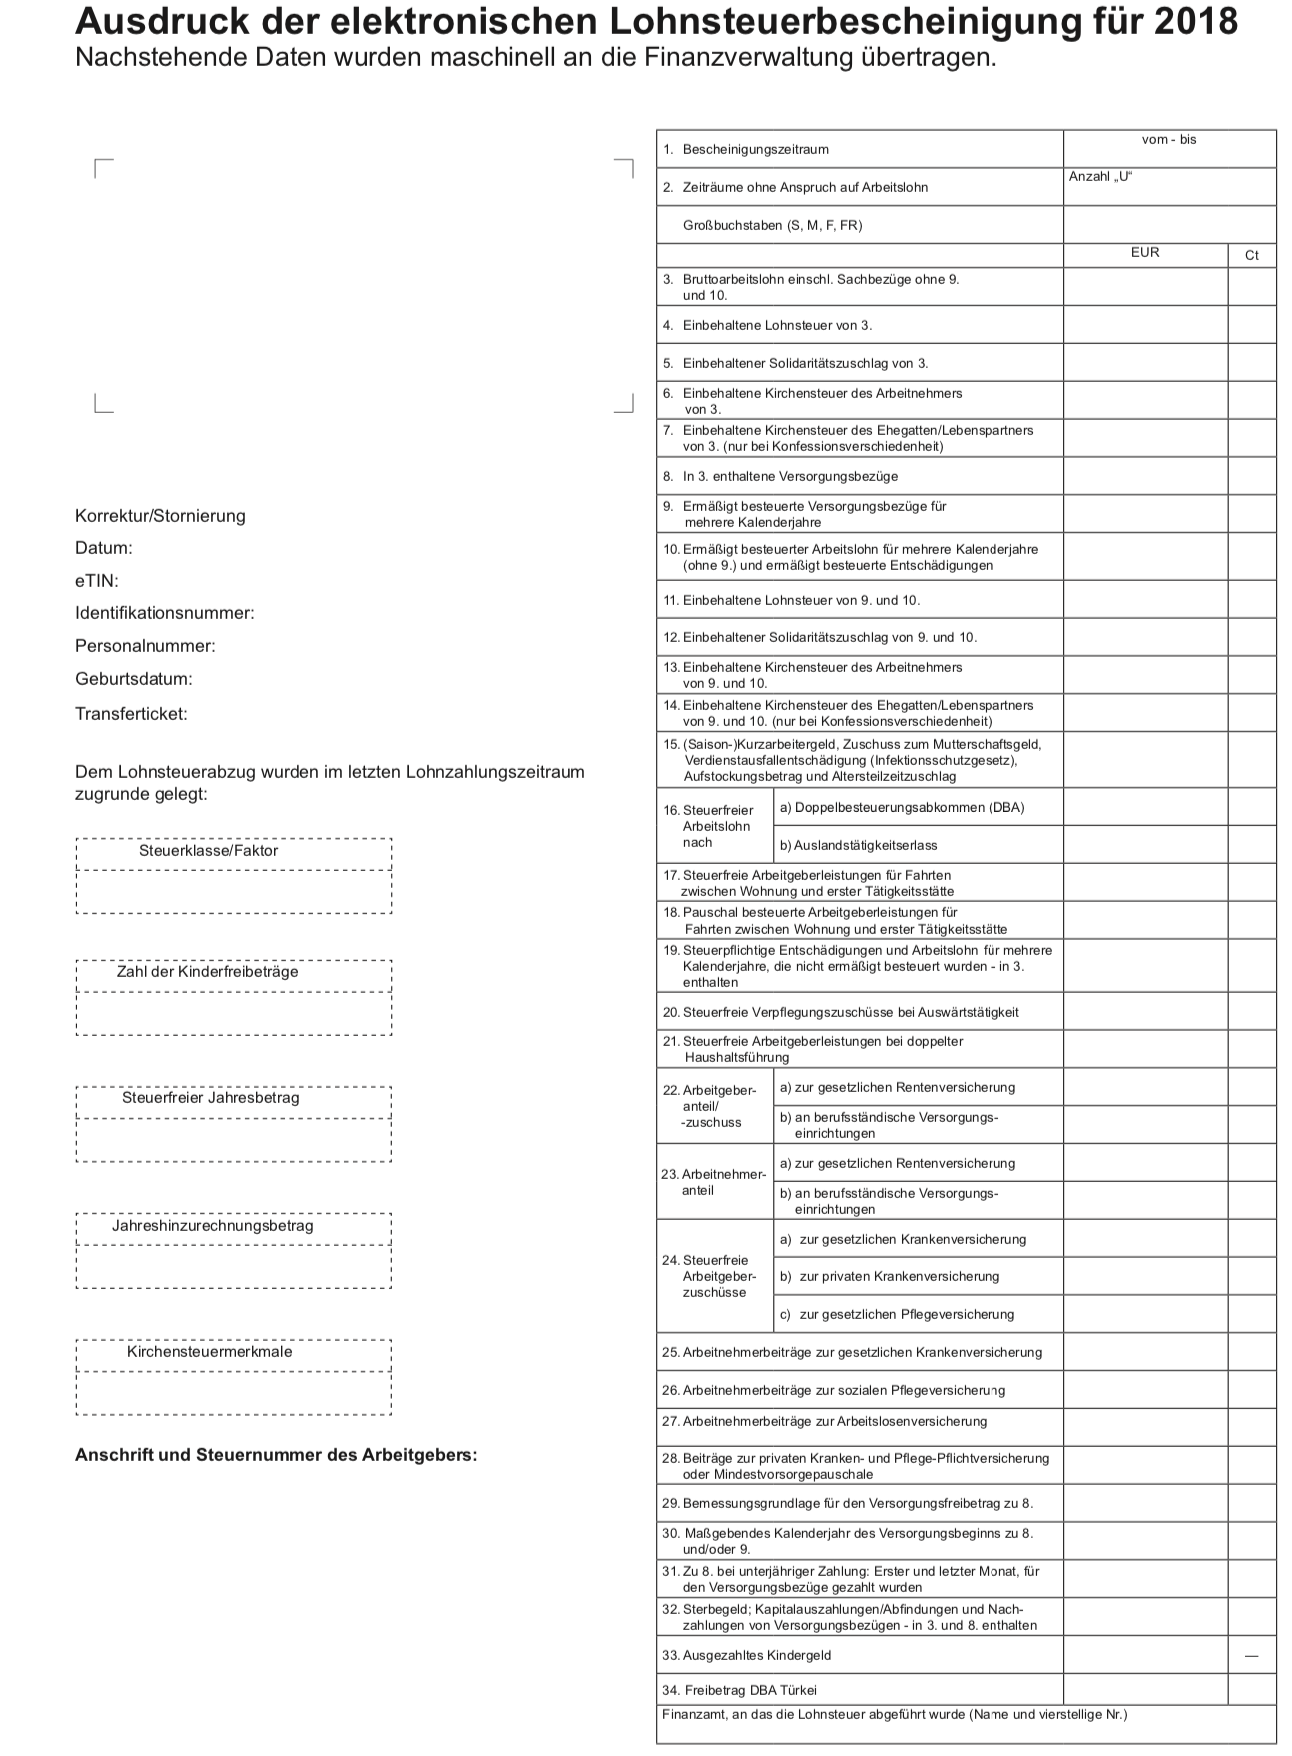 Ausdruck der elektronischen Lohnsteuerbescheinigung für 2018
Nachstehende Daten wurden maschinell an die Finanzverwaltung übertragen.
Korrektur/Stornierung
Datum:
eTIN:
Identifikationsnummer:
Personalnummer:
Geburtsdatum:
Transferticket:
Dem Lohnsteuerabzug wurden im letzten Lohnzahlungszeitraum
zugrunde gelegt:
Steuerklasse/Faktor
Zahl der Kinderfreibeträge
Steuerfreier Jahresbetrag
Jahreshinzurechnungsbetrag
Kirchensteuermerkmale
Anschrift und Steuernummer des Arbeitgebers:
1. Bescheinigungszeitraum
vom - bis
2. Zeiträume ohne Anspruch auf Arbeitslohn
Anzahl „U“
Großbuchstaben (S, M, F, FR)
EUR
Ct
3. Bruttoarbeitslohn einschl. Sachbezüge ohne 9.
und 10.
4. Einbehaltene Lohnsteuer von 3.
5. Einbehaltener Solidaritätszuschlag von 3.
6. Einbehaltene Kirchensteuer des Arbeitnehmers
von 3.
7. Einbehaltene Kirchensteuer des Ehegatten/Lebenspartners
von 3. (nur bei Konfessionsverschiedenheit)
8. In 3. enthaltene Versorgungsbezüge
9. Ermäßigt besteuerte Versorgungsbezüge für
mehrere Kalenderjahre
10. Ermäßigt besteuerter Arbeitslohn für mehrere Kalenderjahre
(ohne 9.) und ermäßigt besteuerte Entschädigungen
11. Einbehaltene Lohnsteuer von 9. und 10.
12. Einbehaltener Solidaritätszuschlag von 9. und 10.
13. Einbehaltene Kirchensteuer des Arbeitnehmers
von 9. und 10.
14. Einbehaltene Kirchensteuer des Ehegatten/Lebenspartners
von 9. und 10. (nur bei Konfessionsverschiedenheit)
15. (Saison-)Kurzarbeitergeld, Zuschuss zum Mutterschaftsgeld,
Verdienstausfallentschädigung (Infektionsschutzgesetz),
Aufstockungsbetrag und Altersteilzeitzuschlag
16. Steuerfreier
Arbeitslohn
nach
a) Doppelbesteuerungsabkommen (DBA)
b) Auslandstätigkeitserlass
17. Steuerfreie Arbeitgeberleistungen für Fahrten
zwischen Wohnung und erster Tätigkeitsstätte
18. Pauschal besteuerte Arbeitgeberleistungen für
Fahrten zwischen Wohnung und erster Tätigkeitsstätte
19. Steuerpflichtige Entschädigungen und Arbeitslohn für mehrere
Kalenderjahre, die nicht ermäßigt besteuert wurden - in 3.
enthalten
20. Steuerfreie Verpflegungszuschüsse bei Auswärtstätigkeit
21. Steuerfreie Arbeitgeberleistungen bei doppelter
Haushaltsführung
22. Arbeitgeber-
anteil/
-zuschuss
a) zur gesetzlichen Rentenversicherung
b) an berufsständische Versorgungs-
einrichtungen
23. Arbeitnehmer-
anteil
a) zur gesetzlichen Rentenversicherung
b) an berufsständische Versorgungs-
einrichtungen
24. Steuerfreie
Arbeitgeber-
zuschüsse
a) zur gesetzlichen Krankenversicherung
b) zur privaten Krankenversicherung
c) zur gesetzlichen Pflegeversicherung
25. Arbeitnehmerbeiträge zur gesetzlichen Krankenversicherung
26. Arbeitnehmerbeiträge zur sozialen Pflegeversicherung
27. Arbeitnehmerbeiträge zur Arbeitslosenversicherung
28. Beiträge zur privaten Kranken- und Pflege-Pflichtversicherung
oder Mindestvorsorgepauschale
29. Bemessungsgrundlage für den Versorgungsfreibetrag zu 8.
30. Maßgebendes Kalenderjahr des Versorgungsbeginns zu 8.
und/oder 9.
31. Zu 8. bei unterjähriger Zahlung: Erster und letzter Monat, für
den Versorgungsbezüge gezahlt wurden
32. Sterbegeld; Kapitalauszahlungen/Abfindungen und Nach-
zahlungen von Versorgungsbezügen - in 3. und 8. enthalten
33. Ausgezahltes Kindergeld
—
34. Freibetrag DBA Türkei
Finanzamt, an das die Lohnsteuer abgeführt wurde (Name und vierstellige Nr.)